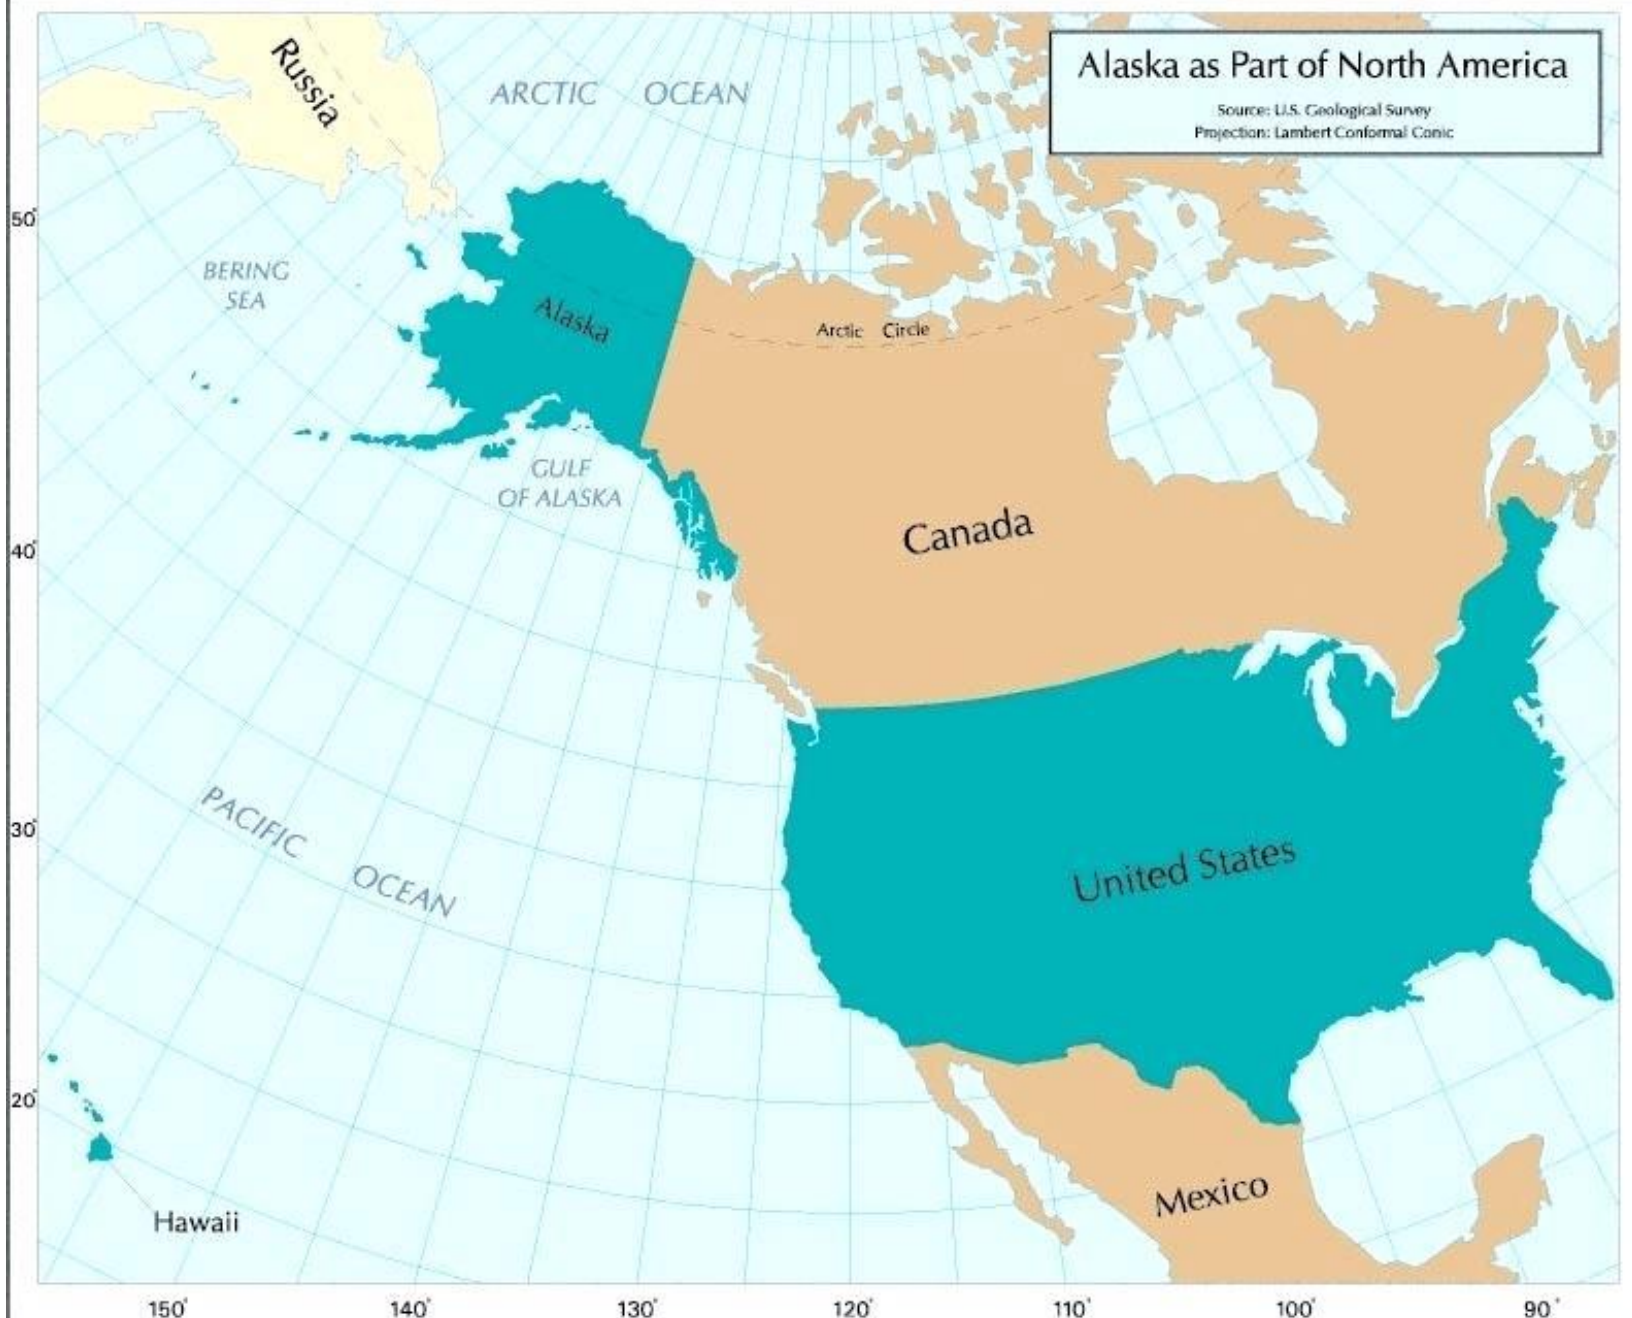 Alaska as Part of North America
Source: U.S. Geological Survey
Projection: Lambert Conformal Conic
Russia
ARCTIC OCEAN
50°
BERING
SEA
Alaska
Arctic Circle
GULF
OF ALASKA
Canada
40°
30°
PACIFIC
OCEAN
United States
20°
Mexico
Hawaii
150° 140° 130° 120° 110° 100° 90°